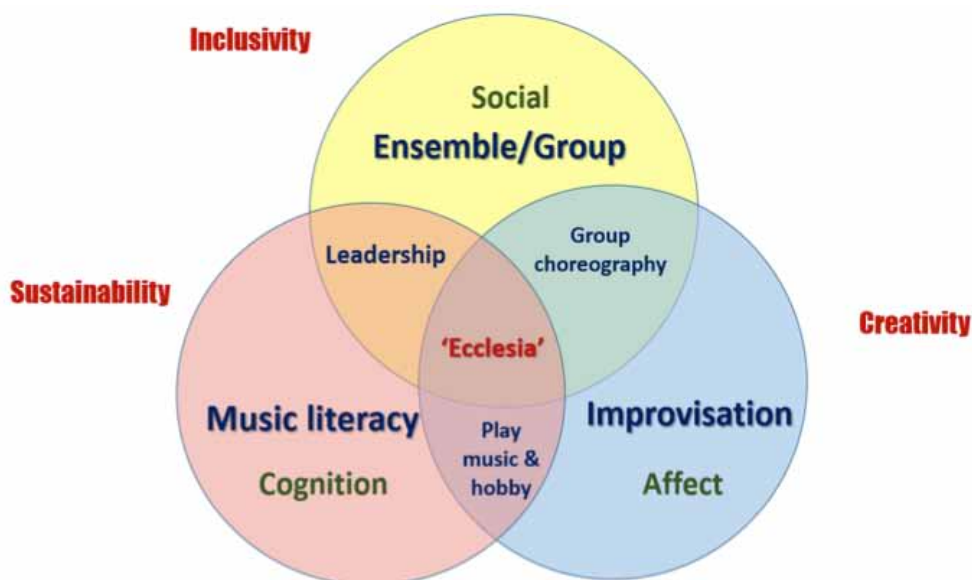 Inclusivity
Social
Ensemble/Group
Leadership
Group
choreography
Sustainability
Creativity
‘Ecclesia’
Music literacy
Improvisation
Play
music &
hobby
Cognition
Affect